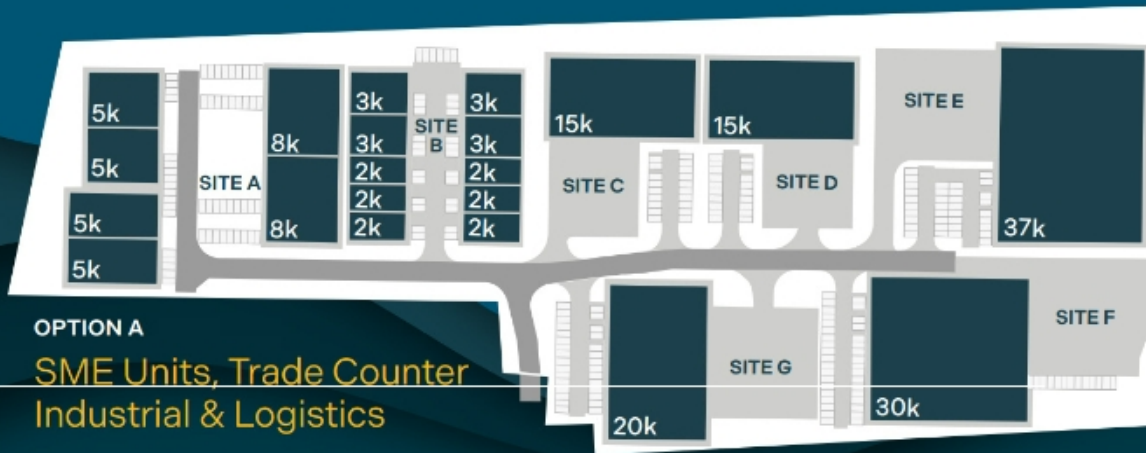 5k
5k
5k
5k
SITE A
8k
8k
3k
3k
2k
2k
2k
SITE
B
3k
3k
2k
2k
2k
15k
SITE C
15k
SITE D
SITE E
37k
SITE F
30k
SITE G
20k
OPTION A
SME Units, Trade Counter
Industrial & Logistics